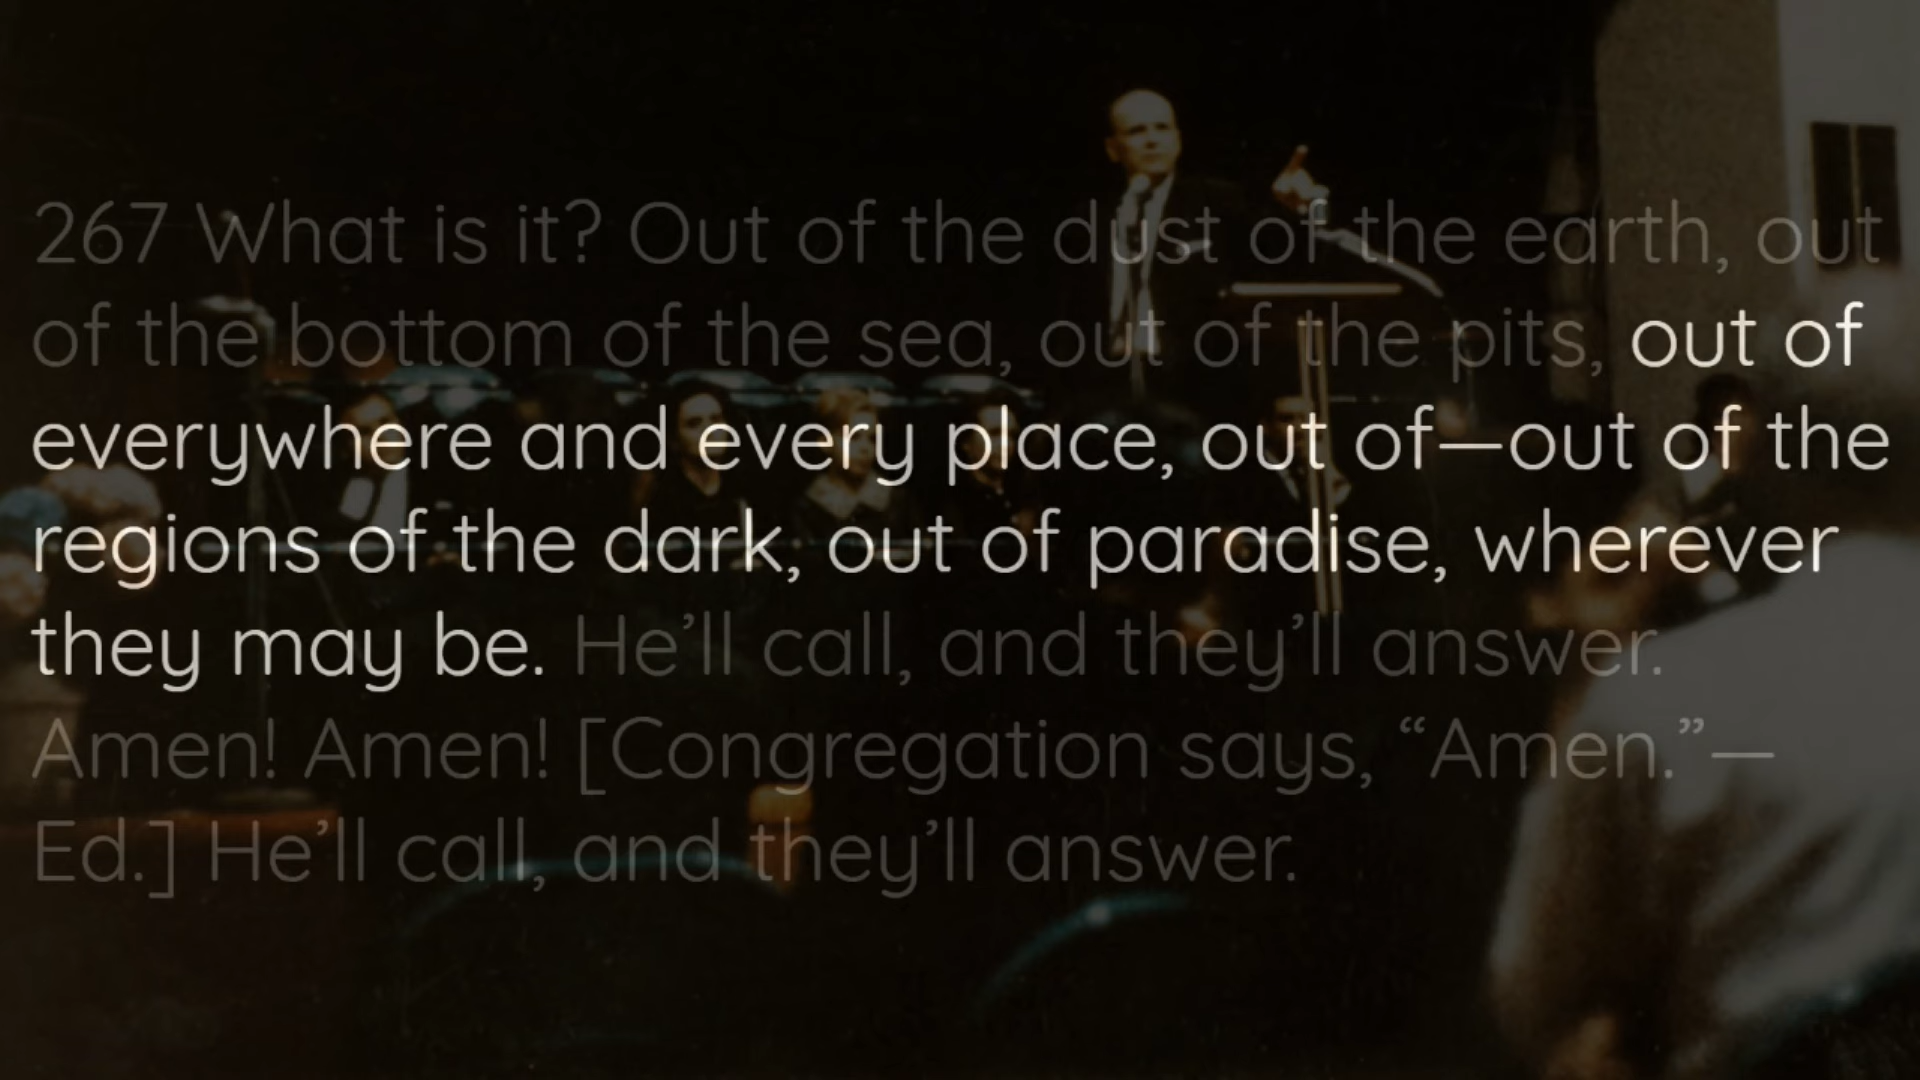 267 What is it? Out of the dust of the earth, out
of the bottom of the sea, out of the pits, out of
everywhere and every place, out of—out of the
regions of the dark, out of paradise, wherever
they may be. He’ll call, and they’ll answer.
Amen! Amen! [Congregation says, “Amen.”—
Ed.] He’ll call, and they’ll answer.